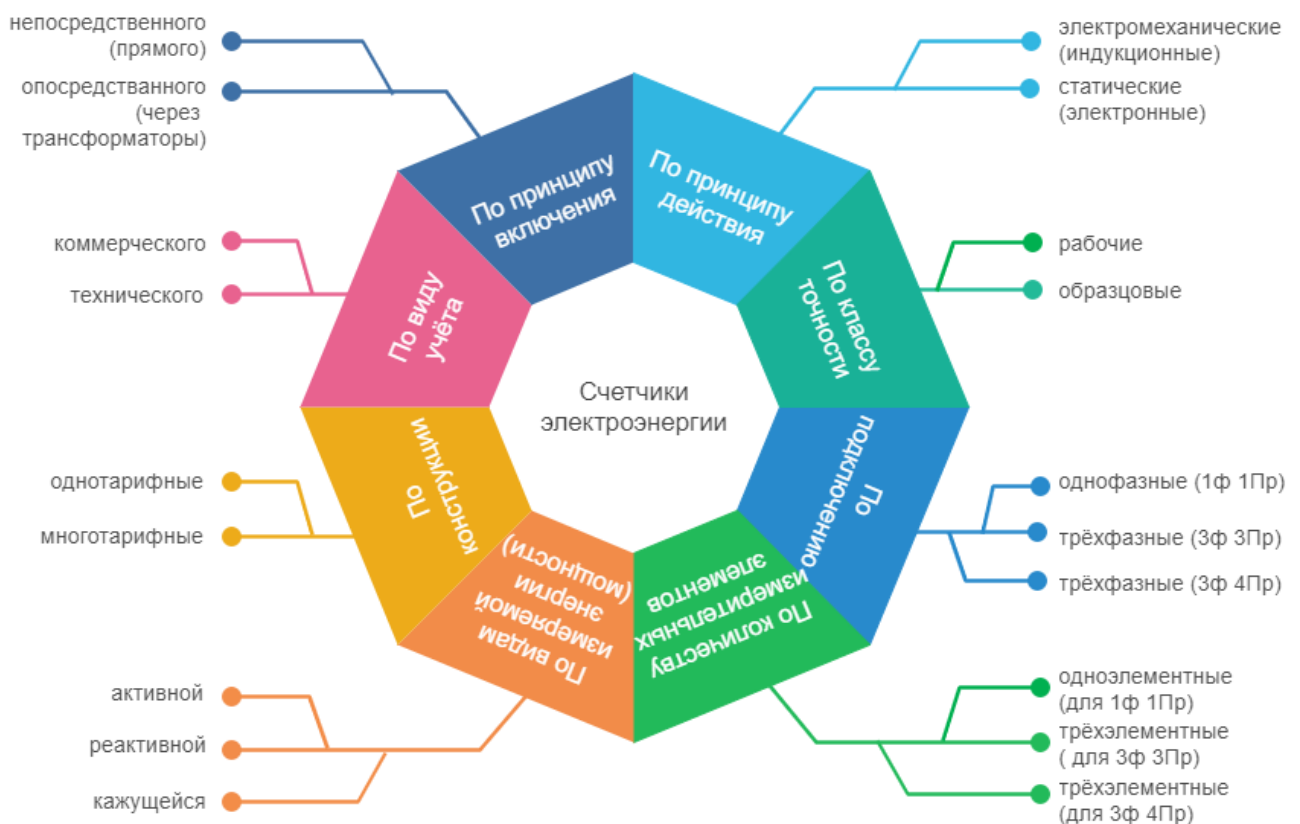 непосредственного
(прямого)
опосредстванного
(через
трансформаторы)
электромеханические
(индукционные)
статические
(электронные)
По принципу
включения
По принципу
действия
коммерческого
технического
По виду
учёта
По классу
точности
рабочие
образцовые
Счетчики
электроэнергии
однотарифные
многотарифные
По
конструкции
По
подключению
однофазные (1ф 1Пр)
трёхфазные (3ф 3Пр)
трёхфазные (3ф 4Пр)
По видам
измеряемой
энергии
(мощности)
По количеству
измерительных
элементов
активной
реактивной
кажущейся
одноэлементные
(для 1ф 1Пр)
трёхэлементные
( для 3ф 3Пр)
трёхэлементные
(для 3ф 4Пр)